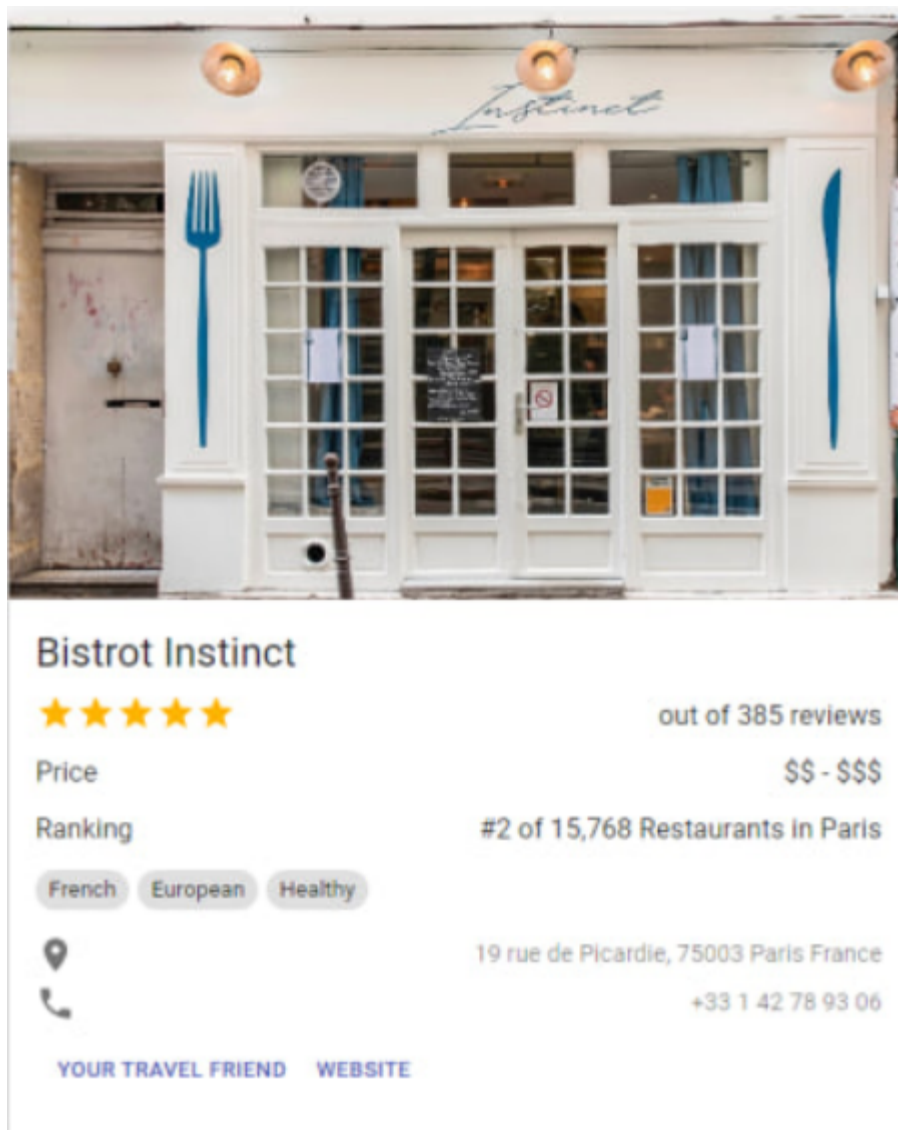 Instinct
Bistrot Instinct
out of 385 reviews
Price $$ - $$$
Ranking #2 of 15,768 Restaurants in Paris
French European Healthy
19 rue de Picardie, 75003 Paris France
+33 1 42 78 93 06
YOUR TRAVEL FRIEND WEBSITE